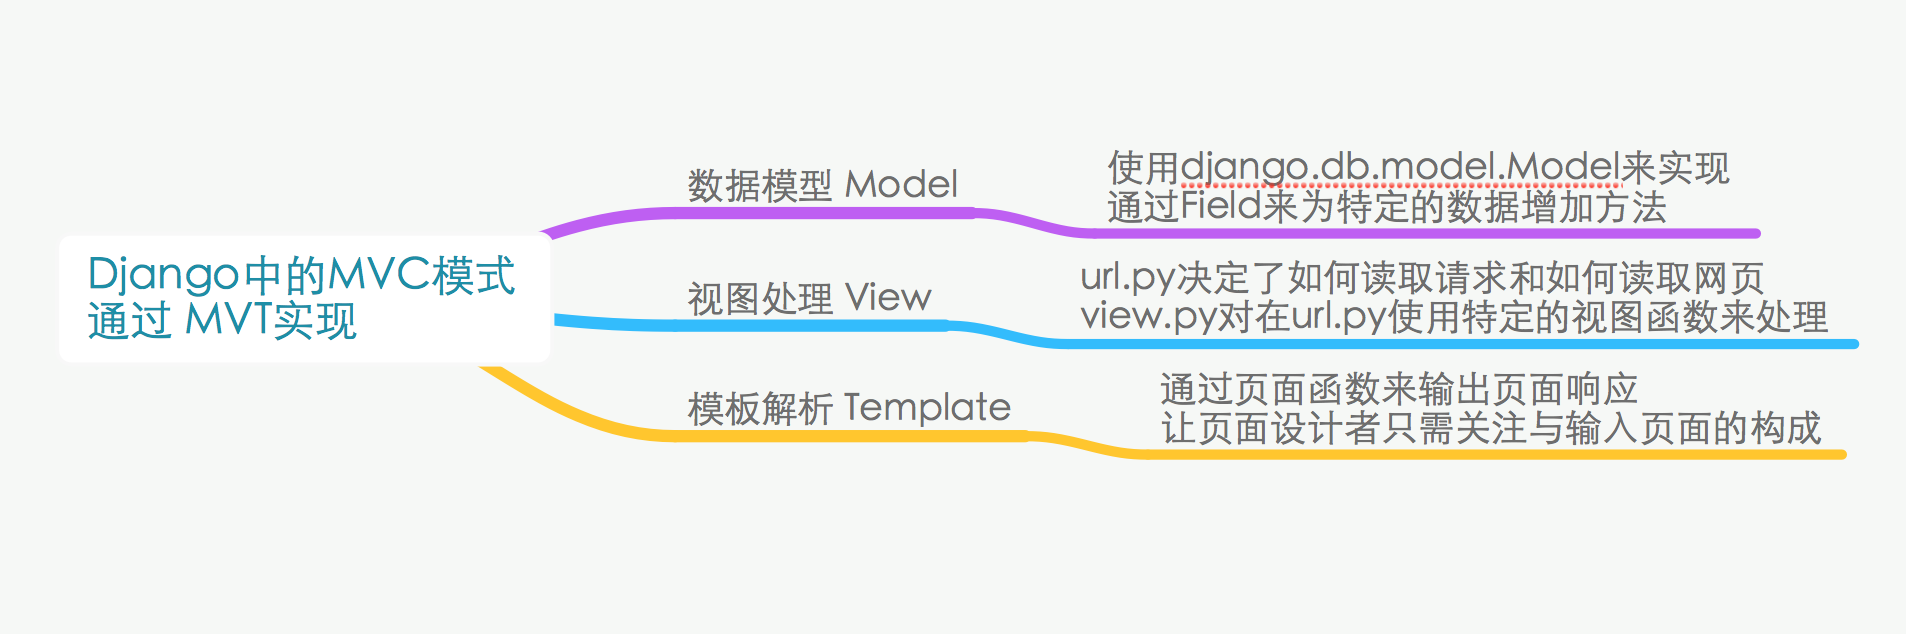 Django中的MVC模式
通过 MVT实现
数据模型 Model
使用django.db.model.Model来实现
通过Field来为特定的数据增加方法
视图处理 View
url.py决定了如何读取请求和如何读取网页
view.py对在url.py使用特定的视图函数来处理
模板解析 Template
通过页面函数来输出页面响应
让页面设计者只需关注与输入页面的构成